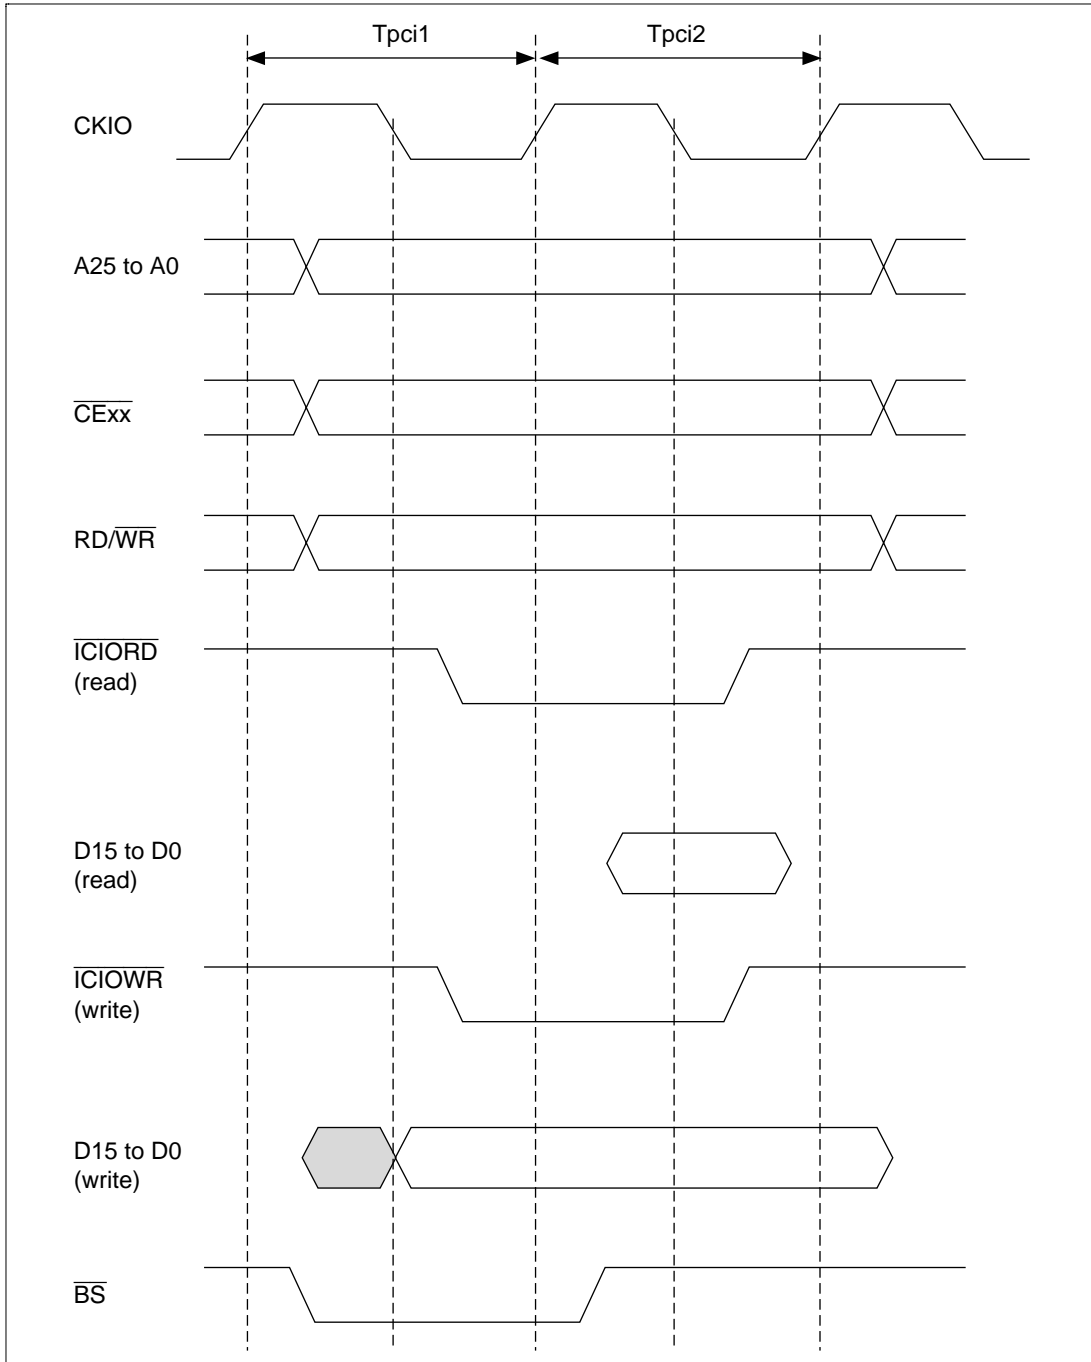 Tpci1 Tpci2
CKIO
A25 to A0
CExx
RD/WR
ICIORD
(read)
D15 to D0
(read)
ICIOWR
(write)
D15 to D0
(write)
BS